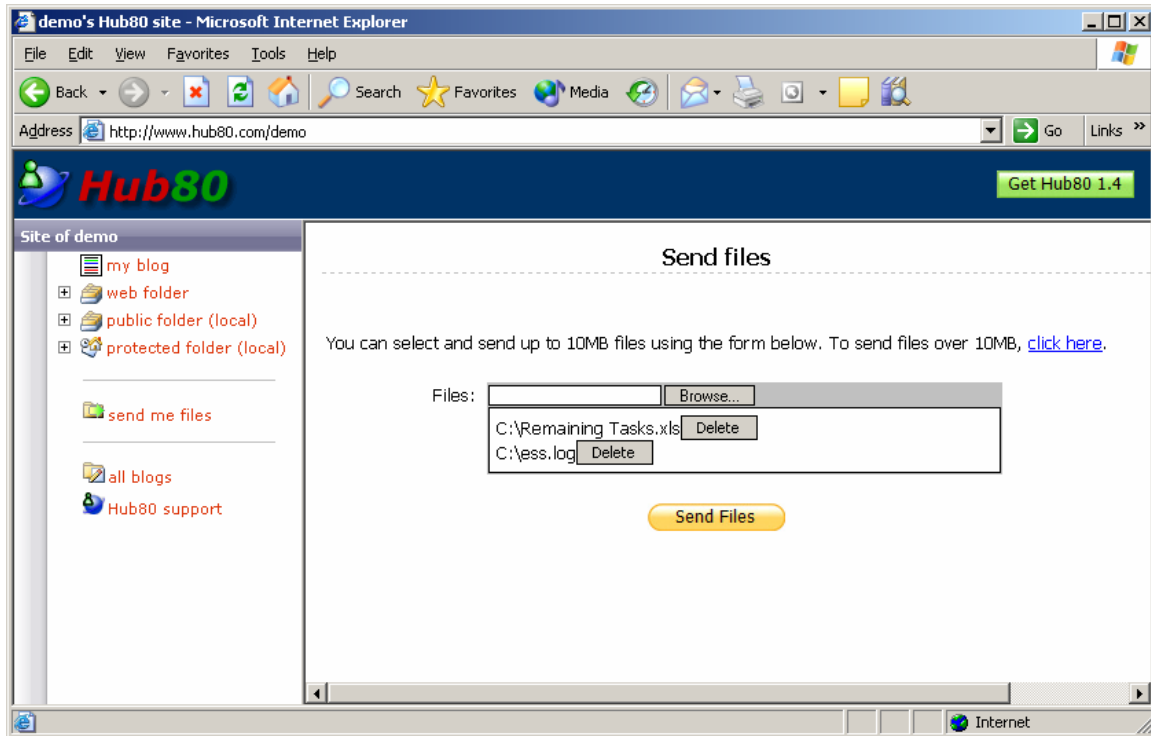 demo's Hub80 site - Microsoft Internet Explorer
File Edit View Favorites Tools Help
Back Search Favorites Media
Address http://www.hub80.com/demo Go Links »
Hub80 Get Hub80 1.4
Site of demo
my blog
web folder
public folder (local)
protected folder (local)
send me files
all blogs
Hub80 support
Send files
You can select and send up to 10MB files using the form below. To send files over 10MB, click here.
Files: Browse...
C:\Remaining Tasks.xls Delete
C:\ess.log Delete
Send Files
Internet